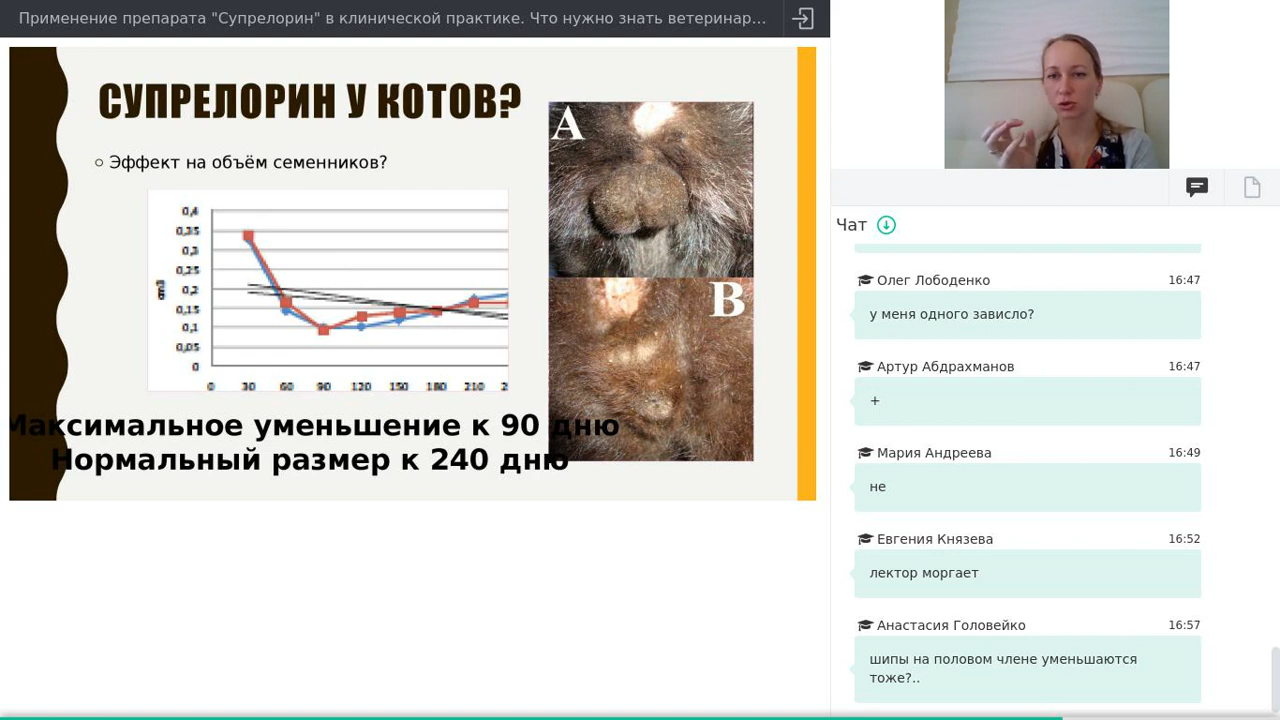 Применение препарата "Супрелорин" в клинической практике. Что нужно знать ветеринар...
СУПРЕЛОРИН У КОТОВ?
Эффект на объём семенников?
0,4
0,35
0,3
0,25
0,2
0,15
0,1
0,05
0
см3
0 30 60 90 120 150 180 210 2
A
B
Максимальное уменьшение к 90 дню
Нормальный размер к 240 дню
Чат
Олег Лободенко 16:47
у меня одного зависло?
Артур Абдрахманов 16:47
+
Мария Андреева 16:49
не
Евгения Князева 16:52
лектор моргает
Анастасия Головейко 16:57
шипы на половом члене уменьшаются
тоже?..